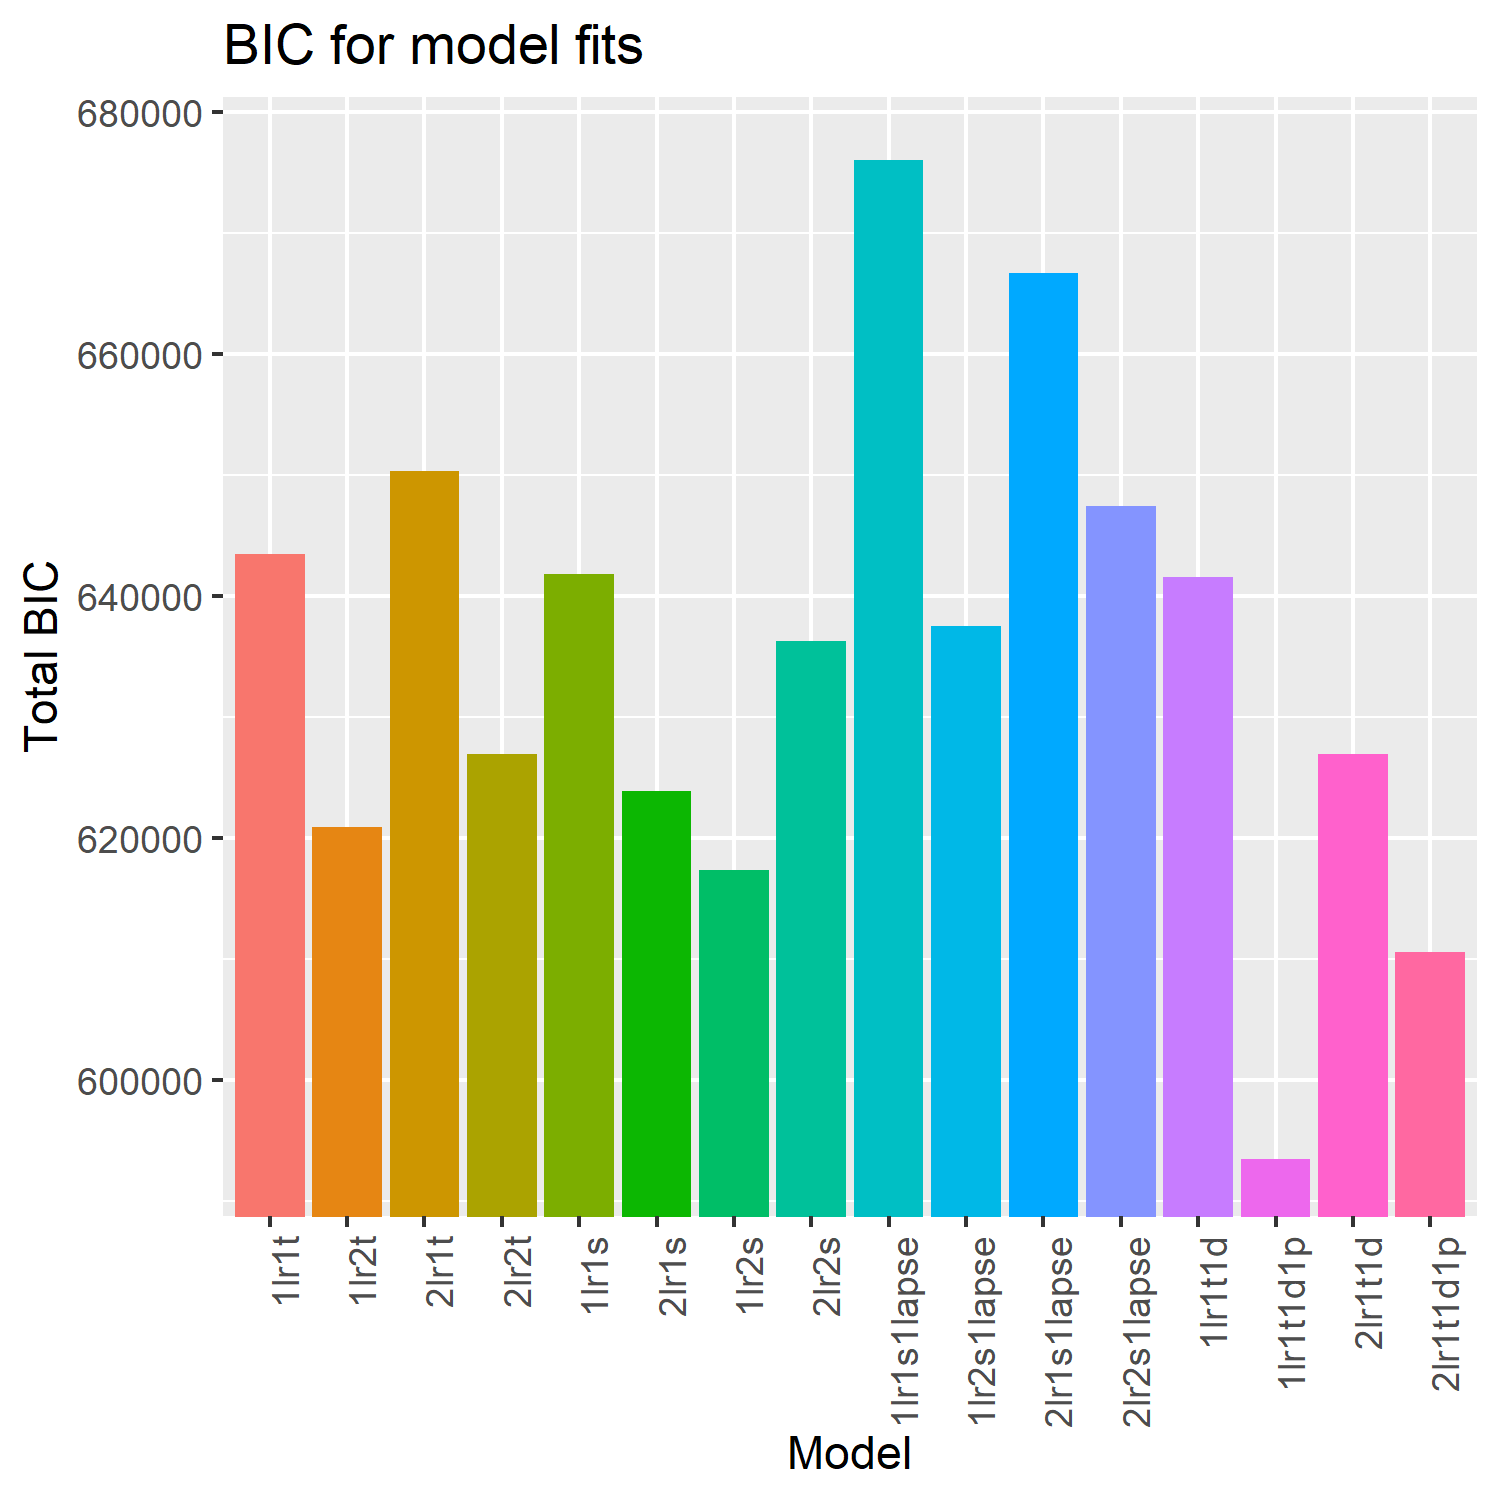 BIC for model fits
680000
660000
640000
620000
600000
Total BIC
1lr1t
1lr2t
2lr1t
2lr2t
1lr1s
2lr1s
1lr2s
2lr2s
1lr1s1lapse
1lr2s1lapse
2lr1s1lapse
2lr2s1lapse
1lr1t1d
1lr1t1d1p
2lr1t1d
2lr1t1d1p
Model